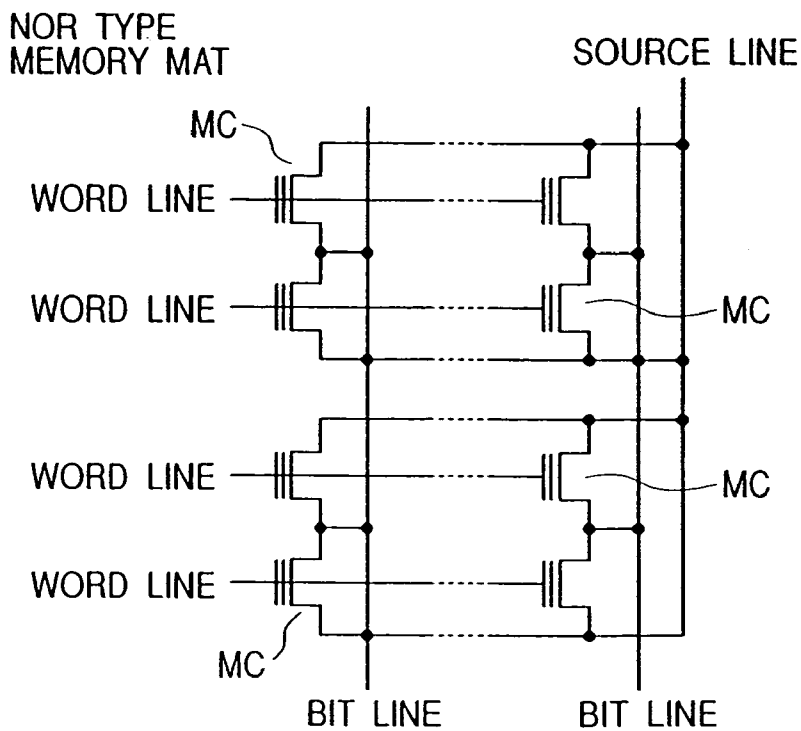 NOR TYPE
MEMORY MAT
SOURCE LINE
MC
WORD LINE
WORD LINE
MC
WORD LINE
MC
WORD LINE
MC
BIT LINE
BIT LINE